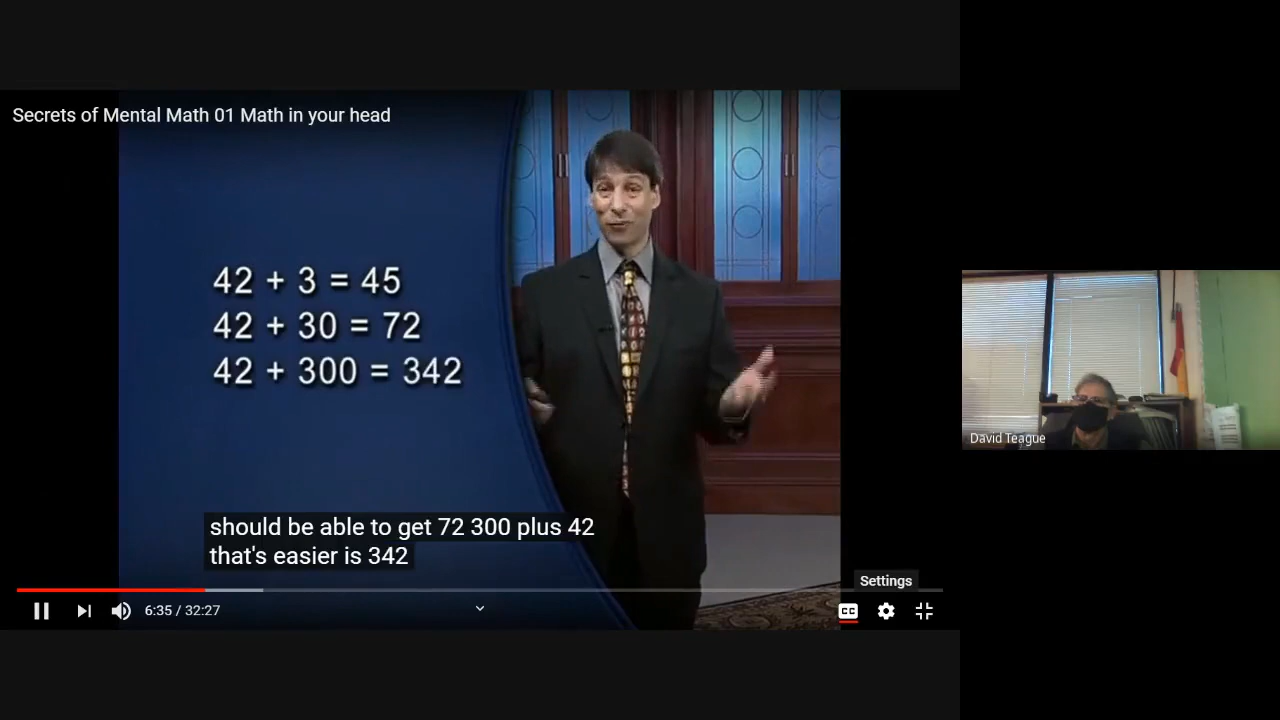 Secrets of Mental Math 01 Math in your head
42 + 3 = 45
42 + 30 = 72
42 + 300 = 342
should be able to get 72 300 plus 42
that's easier is 342
Settings
6:35 / 32:27
CC
David Teague